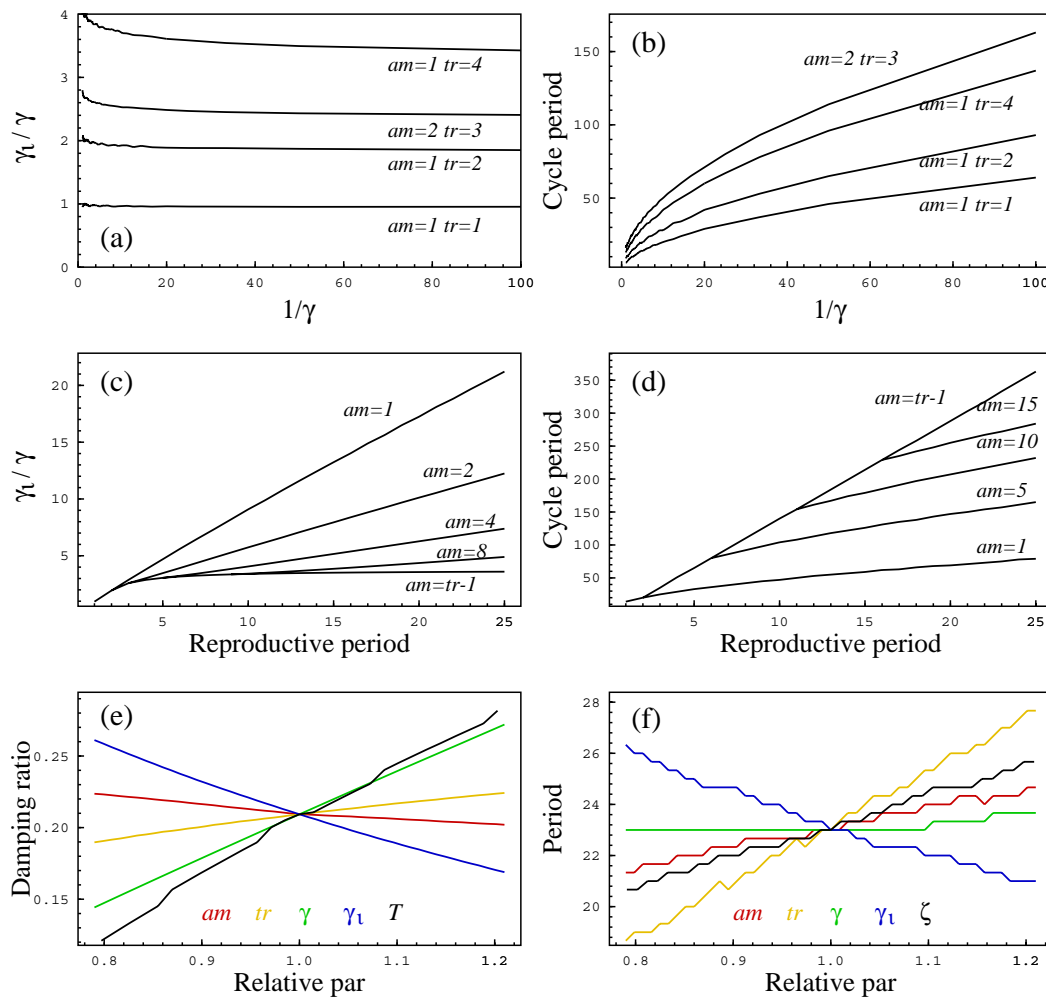 (a)
4
3
2
1
0
γι / γ
am=1 tr=4
am=2 tr=3
am=1 tr=2
am=1 tr=1
0 20 40 60 80 100
1/γ
(b)
150
100
50
Cycle period
am=2 tr=3
am=1 tr=4
am=1 tr=2
am=1 tr=1
0 20 40 60 80 100
1/γ
(c)
20
15
10
5
γι / γ
am=1
am=2
am=4
am=8
am=tr-1
5 10 15 20 25
Reproductive period
(d)
350
300
250
200
150
100
50
Cycle period
am=tr-1
am=15
am=10
am=5
am=1
5 10 15 20 25
Reproductive period
(e)
0.25
0.20
0.15
Damping ratio
am tr γ γι T
0.8 0.9 1.0 1.1 1.2
Relative par
(f)
28
26
24
22
20
Period
am tr γ γι ζ
0.8 0.9 1.0 1.1 1.2
Relative par